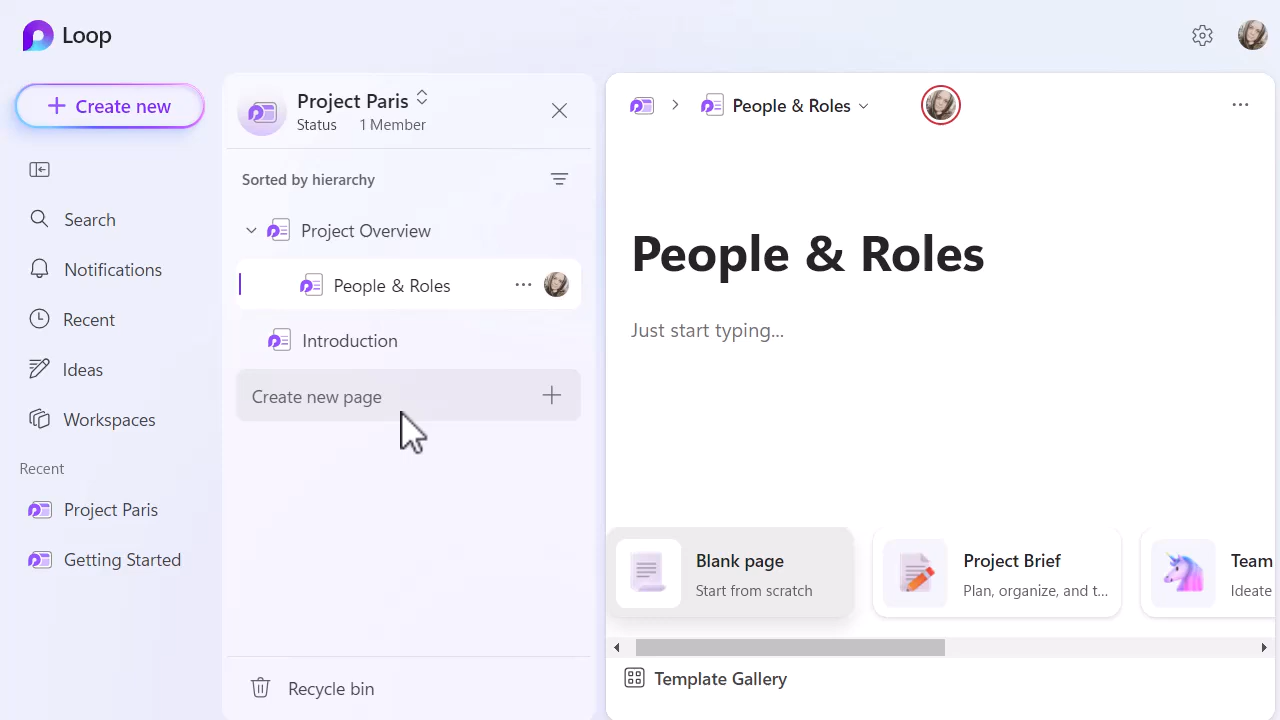 Loop
Create new
Search
Notifications
Recent
Ideas
Workspaces
Recent
Project Paris
Getting Started
Project Paris
Status 1 Member
Sorted by hierarchy
Project Overview
People & Roles
Introduction
Create new page
Recycle bin
People & Roles
People & Roles
Just start typing...
Blank page
Start from scratch
Project Brief
Plan, organize, and t...
Team
Ideate
Template Gallery